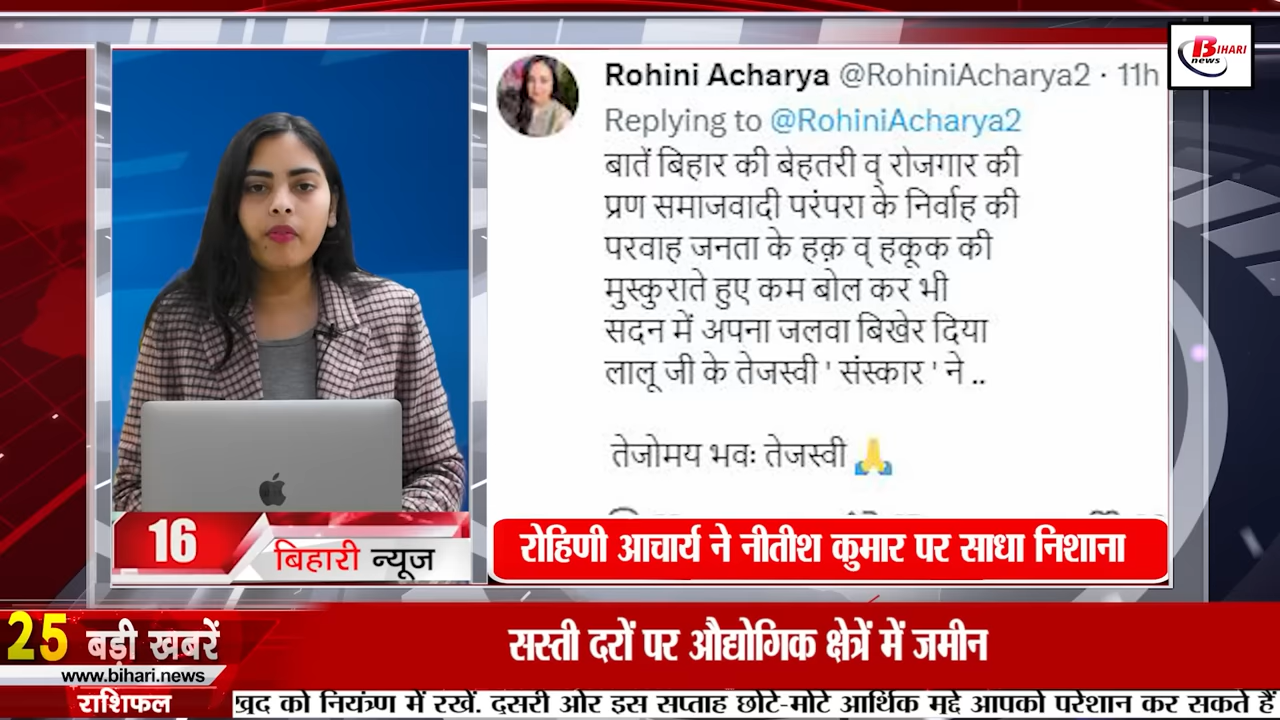 BIHARI
news
Rohini Acharya @RohiniAcharya2 · 11h
Replying to @RohiniAcharya2
बातें बिहार की बेहतरी व् रोजगार की
प्रण समाजवादी परंपरा के निर्वाह की
परवाह जनता के हक़ व् हकूक की
मुस्कुराते हुए कम बोल कर भी
सदन में अपना जलवा बिखेर दिया
लालू जी के तेजस्वी ' संस्कार ' ने ..
तेजोमय भवः तेजस्वी 🙏
16
बिहारी न्यूज
रोहिणी आचार्य ने नीतीश कुमार पर साधा निशाना
25 बड़ी खबरें
सस्ती दरों पर औद्योगिक क्षेत्रें में जमीन
www.bihari.news
राशिफल
खुद को नियंत्रण में रखें. दूसरी ओर इस सप्ताह छोटे-मोटे आर्थिक मुद्दे आपको परेशान कर सकते हैं